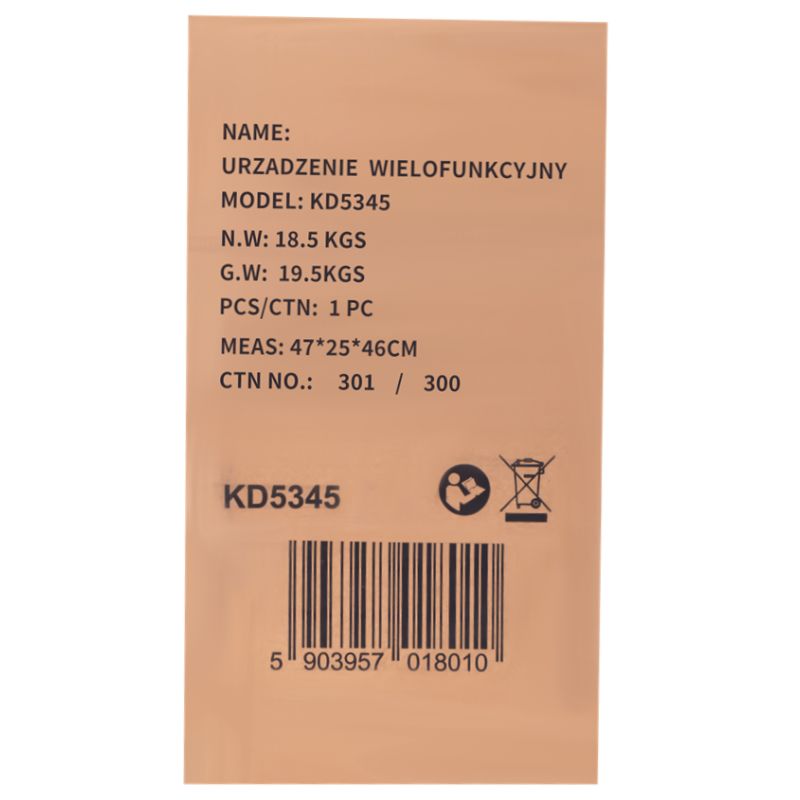 NAME:
URZADZENIE WIELOFUNKCYJNY
MODEL: KD5345
N.W: 18.5 KGS
G.W: 19.5KGS
PCS/CTN: 1 PC
MEAS: 47*25*46CM
CTN NO.: 301 / 300
KD5345
5 903957 018010